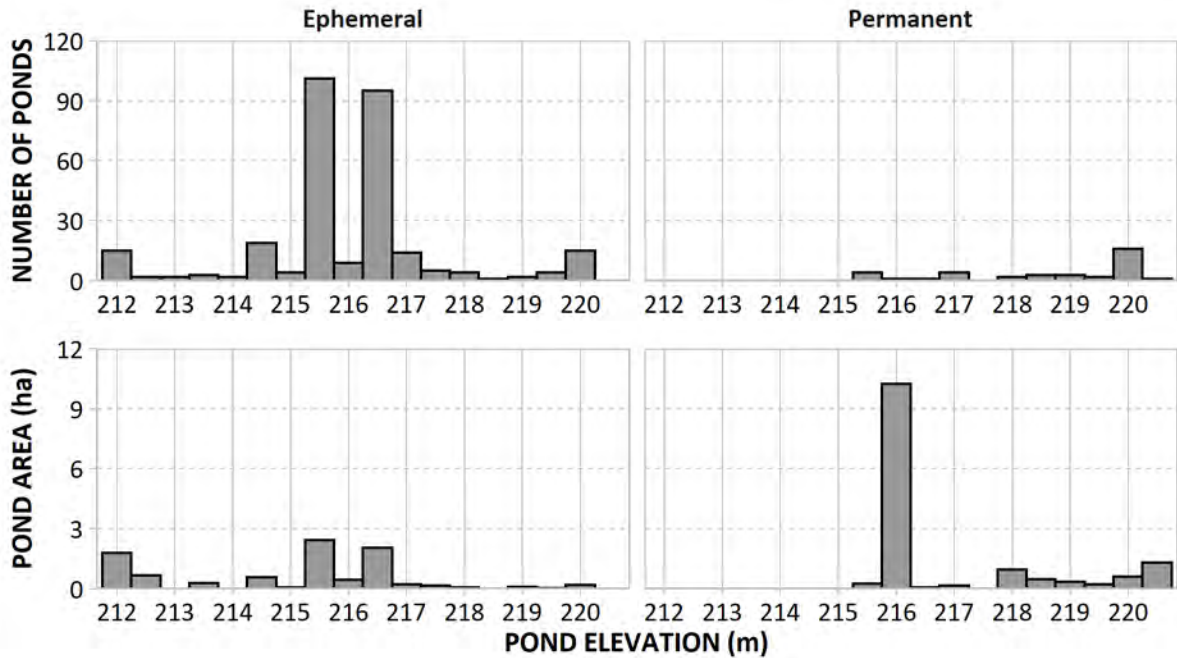 Ephemeral Permanent
NUMBER OF PONDS
120
90
60
30
0
212 213 214 215 216 217 218 219 220 212 213 214 215 216 217 218 219 220
POND AREA (ha)
12
9
6
3
0
212 213 214 215 216 217 218 219 220 212 213 214 215 216 217 218 219 220
POND ELEVATION (m)